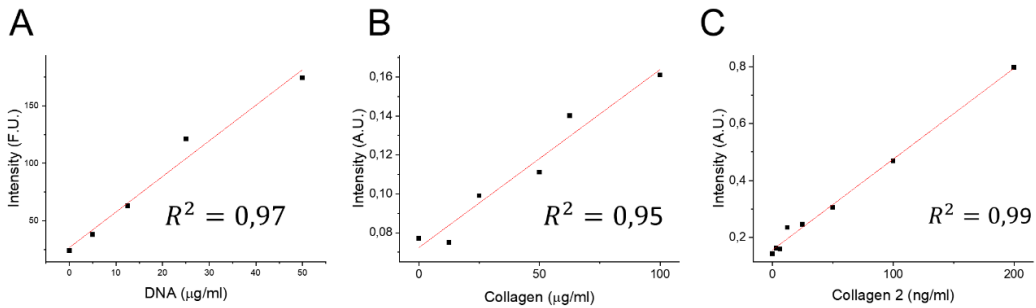 A
Intensity (F.U.)
150
100
50
0
10
20
30
40
50
DNA (μg/ml)
R² = 0,97
B
Intensity (A.U.)
0,16
0,14
0,12
0,10
0,08
0
50
100
Collagen (μg/ml)
R² = 0,95
C
Intensity (A.U.)
0,8
0,6
0,4
0,2
0
100
200
Collagen 2 (ng/ml)
R² = 0,99